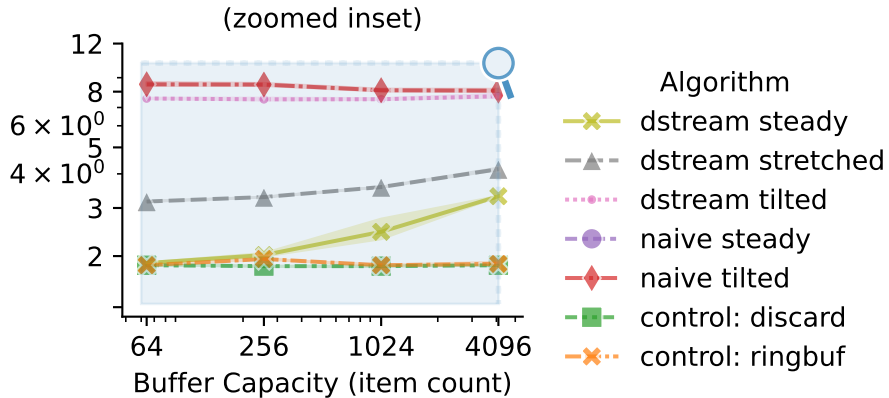 (zoomed inset)
12
8
6 × 10⁰
5
4 × 10⁰
3
2
64 256 1024 4096
Buffer Capacity (item count)
Algorithm
dstream steady
dstream stretched
dstream tilted
naive steady
naive tilted
control: discard
control: ringbuf